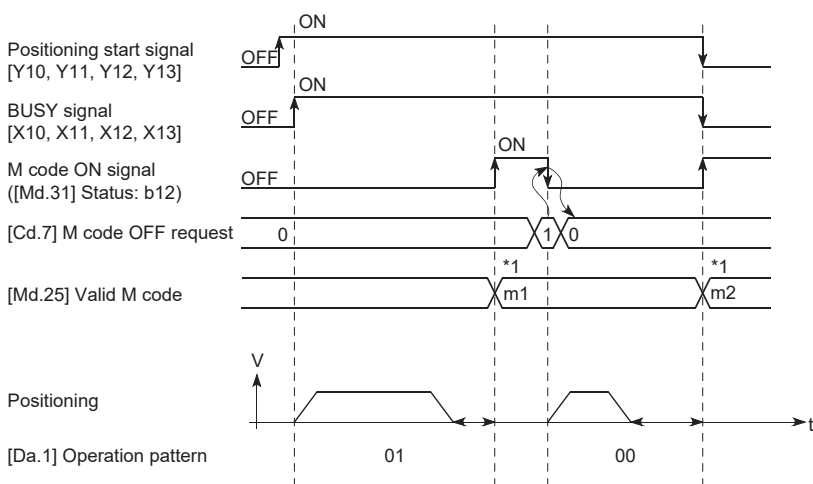 ON
Positioning start signal
[Y10, Y11, Y12, Y13]
OFF
ON
BUSY signal
[X10, X11, X12, X13]
OFF
ON
M code ON signal
([Md.31] Status: b12)
OFF
[Cd.7] M code OFF request
0
1
0
*1
*1
[Md.25] Valid M code
m1
m2
V
Positioning
t
[Da.1] Operation pattern
01
00